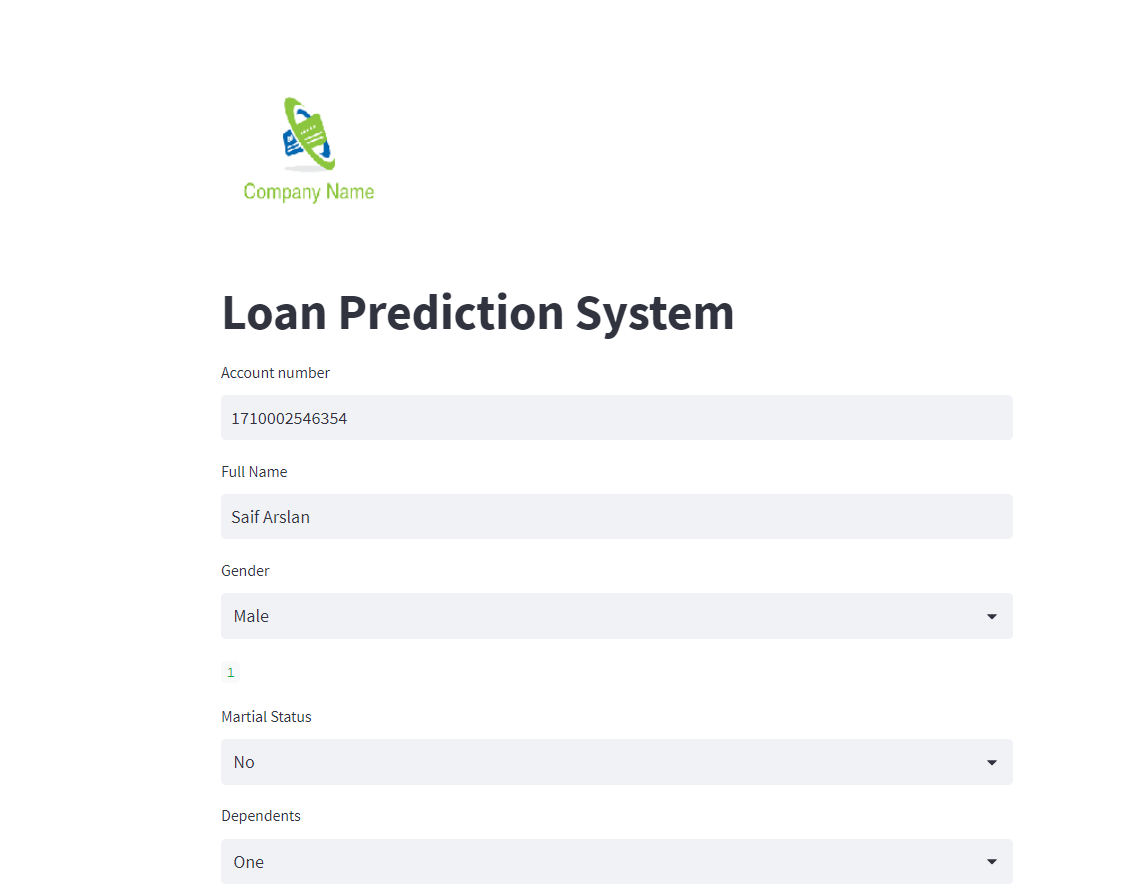 Company Name
Loan Prediction System
Account number
1710002546354
Full Name
Saif Arslan
Gender
Male
1
Martial Status
No
Dependents
One